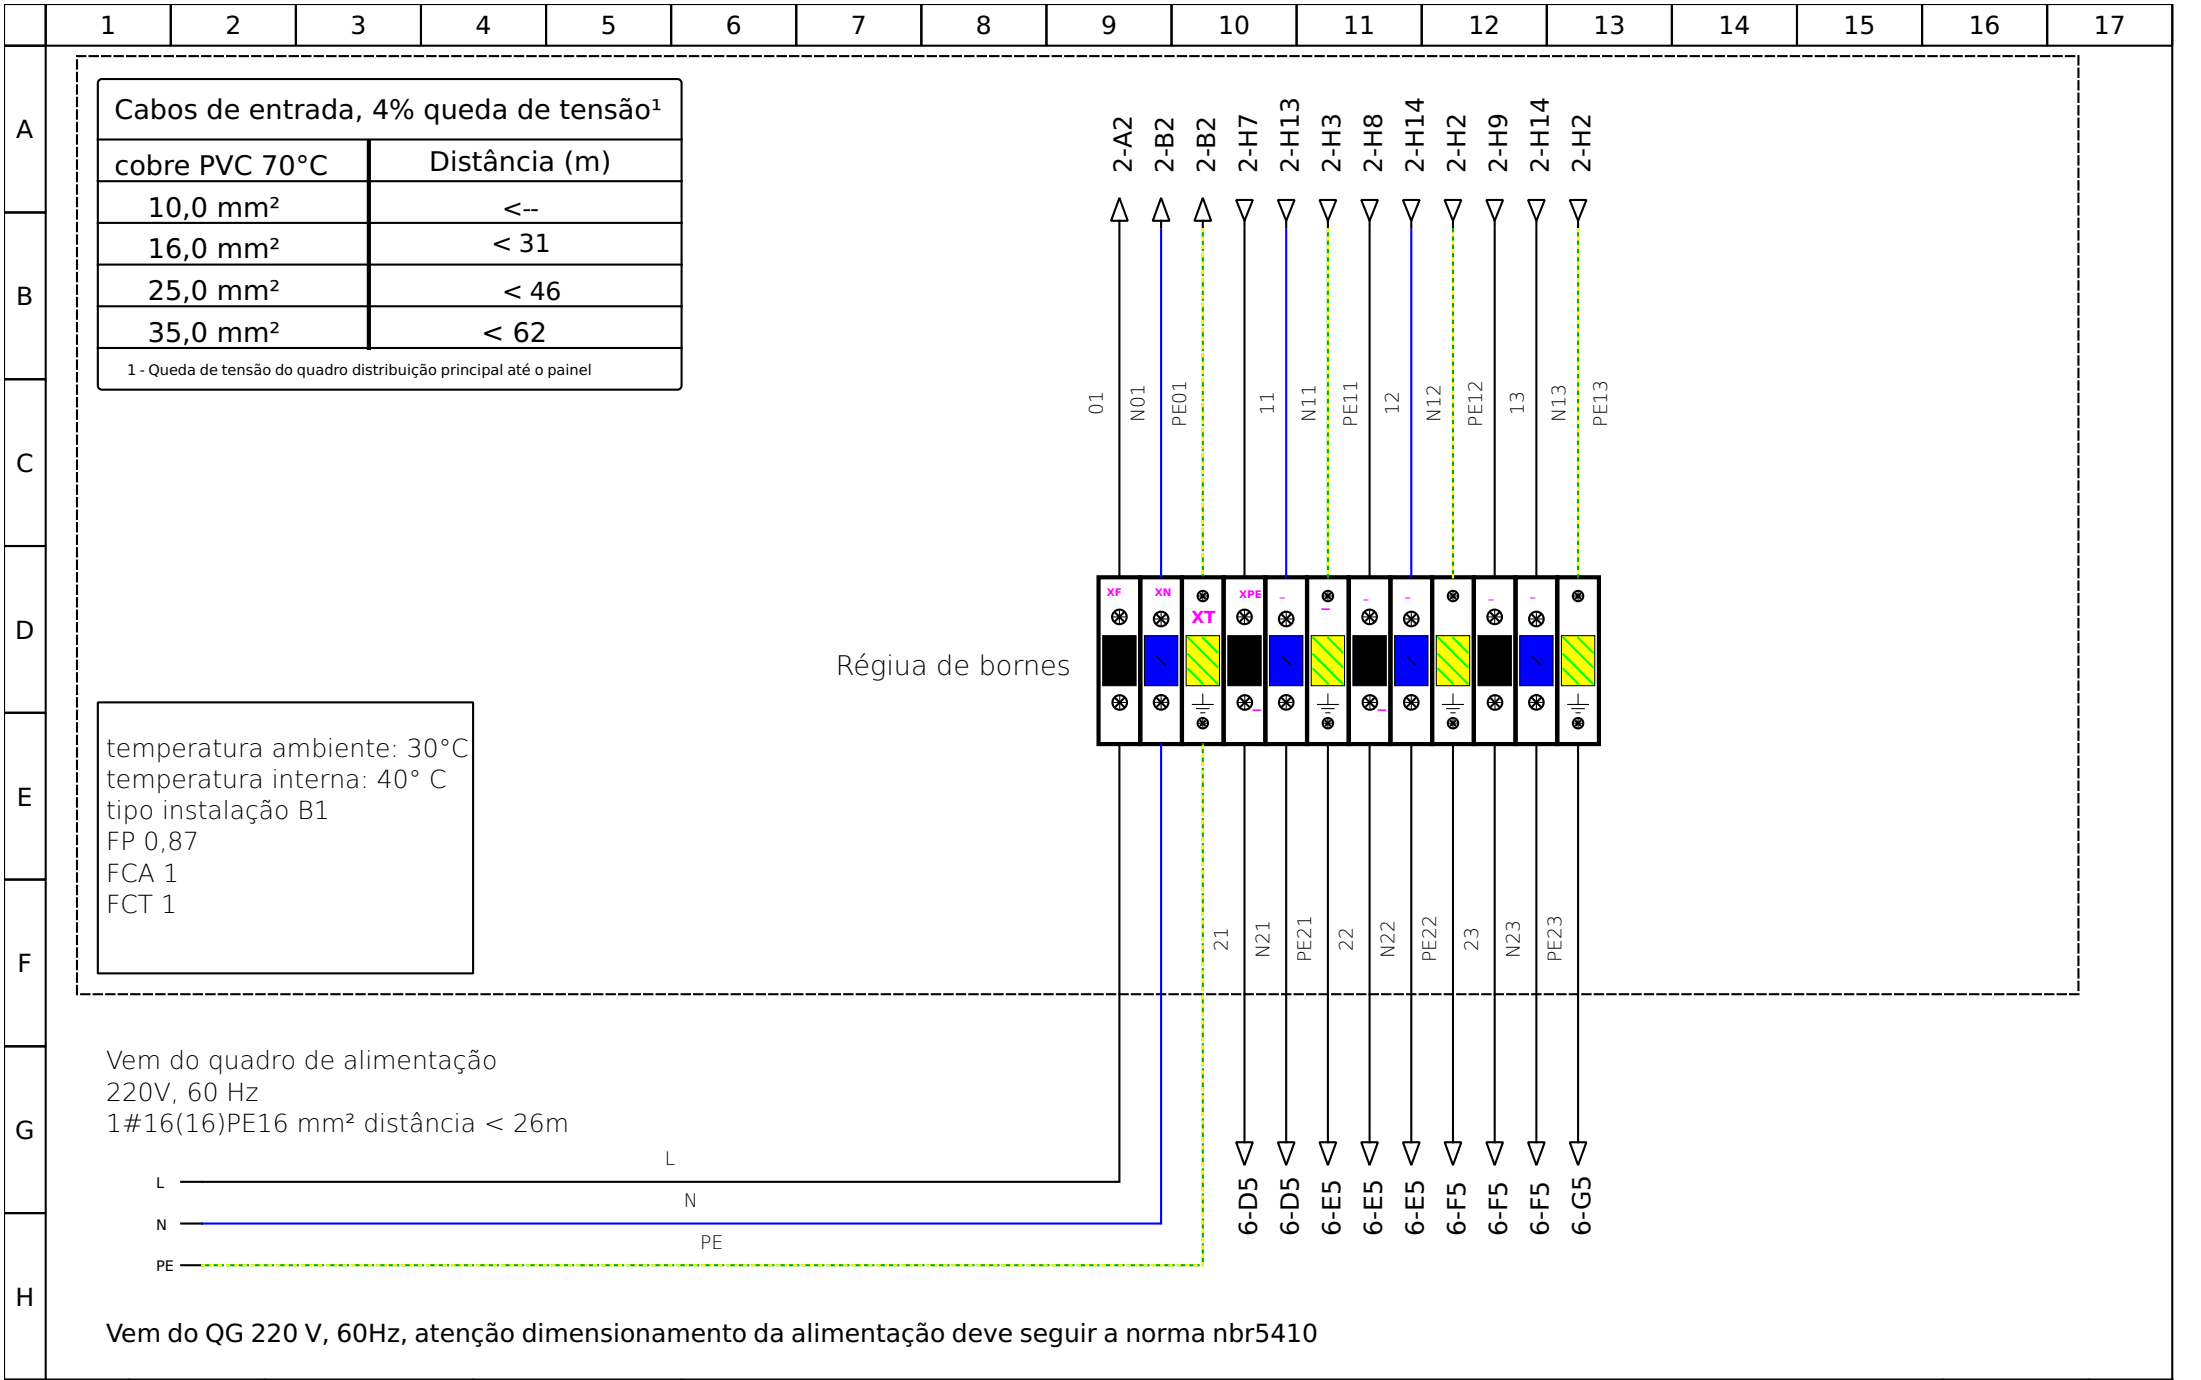 1 2 3 4 5 6 7 8 9 10 11 12 13 14 15 16 17
A
B
C
D
E
F
G
H
Cabos de entrada, 4% queda de tensão¹
cobre PVC 70°C Distância (m)
10,0 mm² <--
16,0 mm² < 31
25,0 mm² < 46
35,0 mm² < 62
1 - Queda de tensão do quadro distribuição principal até o painel
2-A2
2-B2
2-B2
2-H7
2-H13
2-H3
2-H8
2-H14
2-H2
2-H9
2-H14
2-H2
01
N01
PE01
11
N11
PE11
12
N12
PE12
13
N13
PE13
XF XN XT XPE
Régiua de bornes
temperatura ambiente: 30°C
temperatura interna: 40° C
tipo instalação B1
FP 0,87
FCA 1
FCT 1
21
N21
PE21
22
N22
PE22
23
N23
PE23
Vem do quadro de alimentação
220V, 60 Hz
1#16(16)PE16 mm² distância < 26m
L L
N N
PE PE
6-D5
6-D5
6-E5
6-E5
6-E5
6-F5
6-F5
6-F5
6-G5
Vem do QG 220 V, 60Hz, atenção dimensionamento da alimentação deve seguir a norma nbr5410